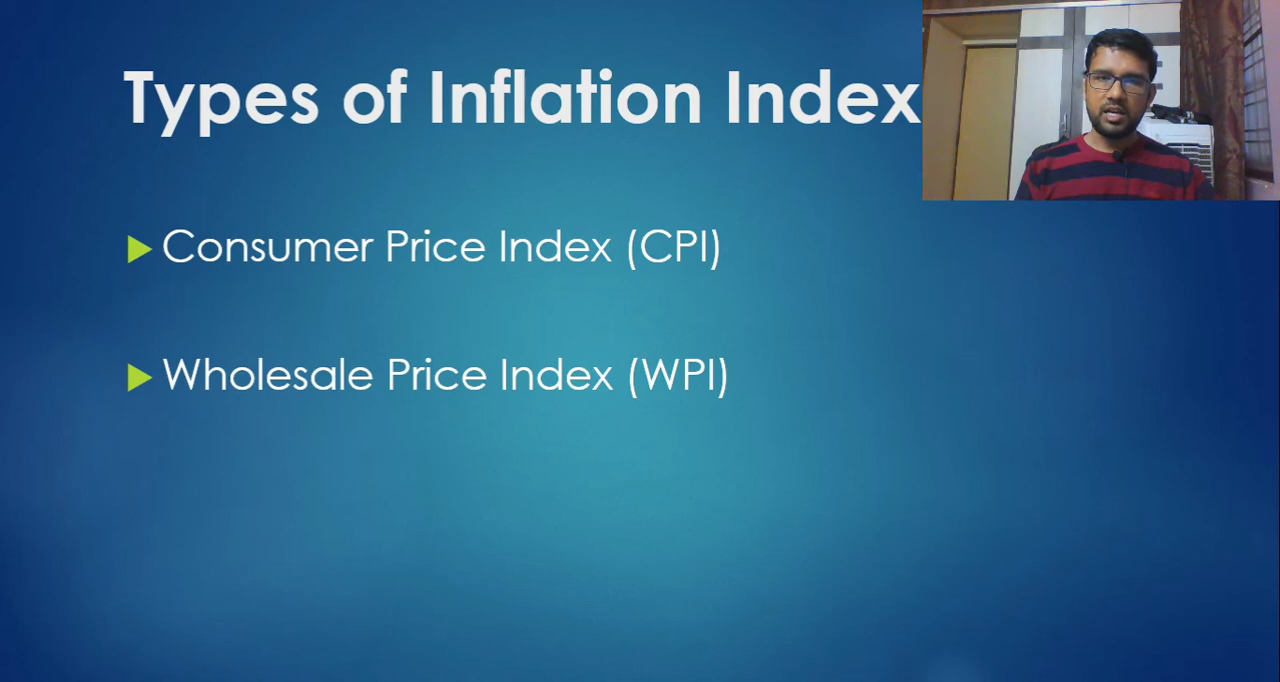 Types of Inflation Index
Consumer Price Index (CPI)
Wholesale Price Index (WPI)